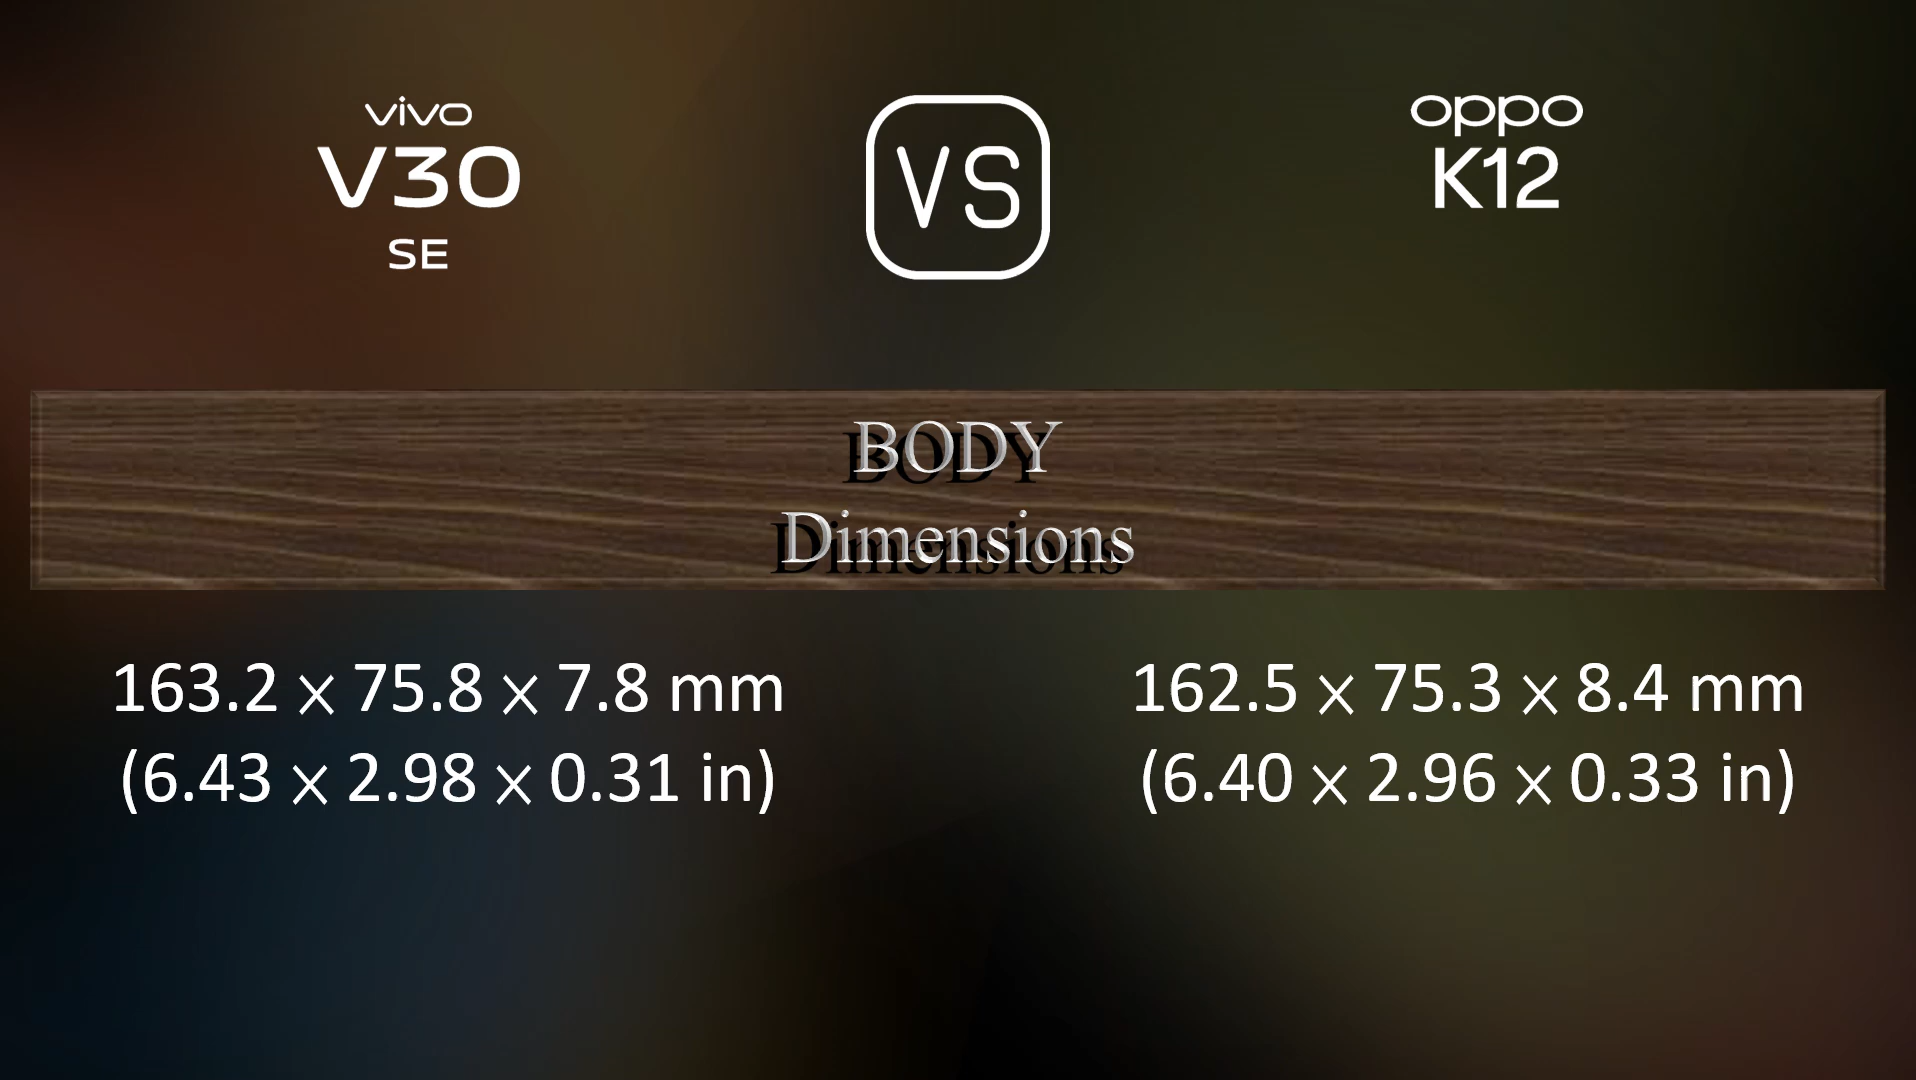 vivo
V30
SE
VS
oppo
K12
BODY
Dimensions
163.2 x 75.8 x 7.8 mm
(6.43 x 2.98 x 0.31 in)
162.5 x 75.3 x 8.4 mm
(6.40 x 2.96 x 0.33 in)